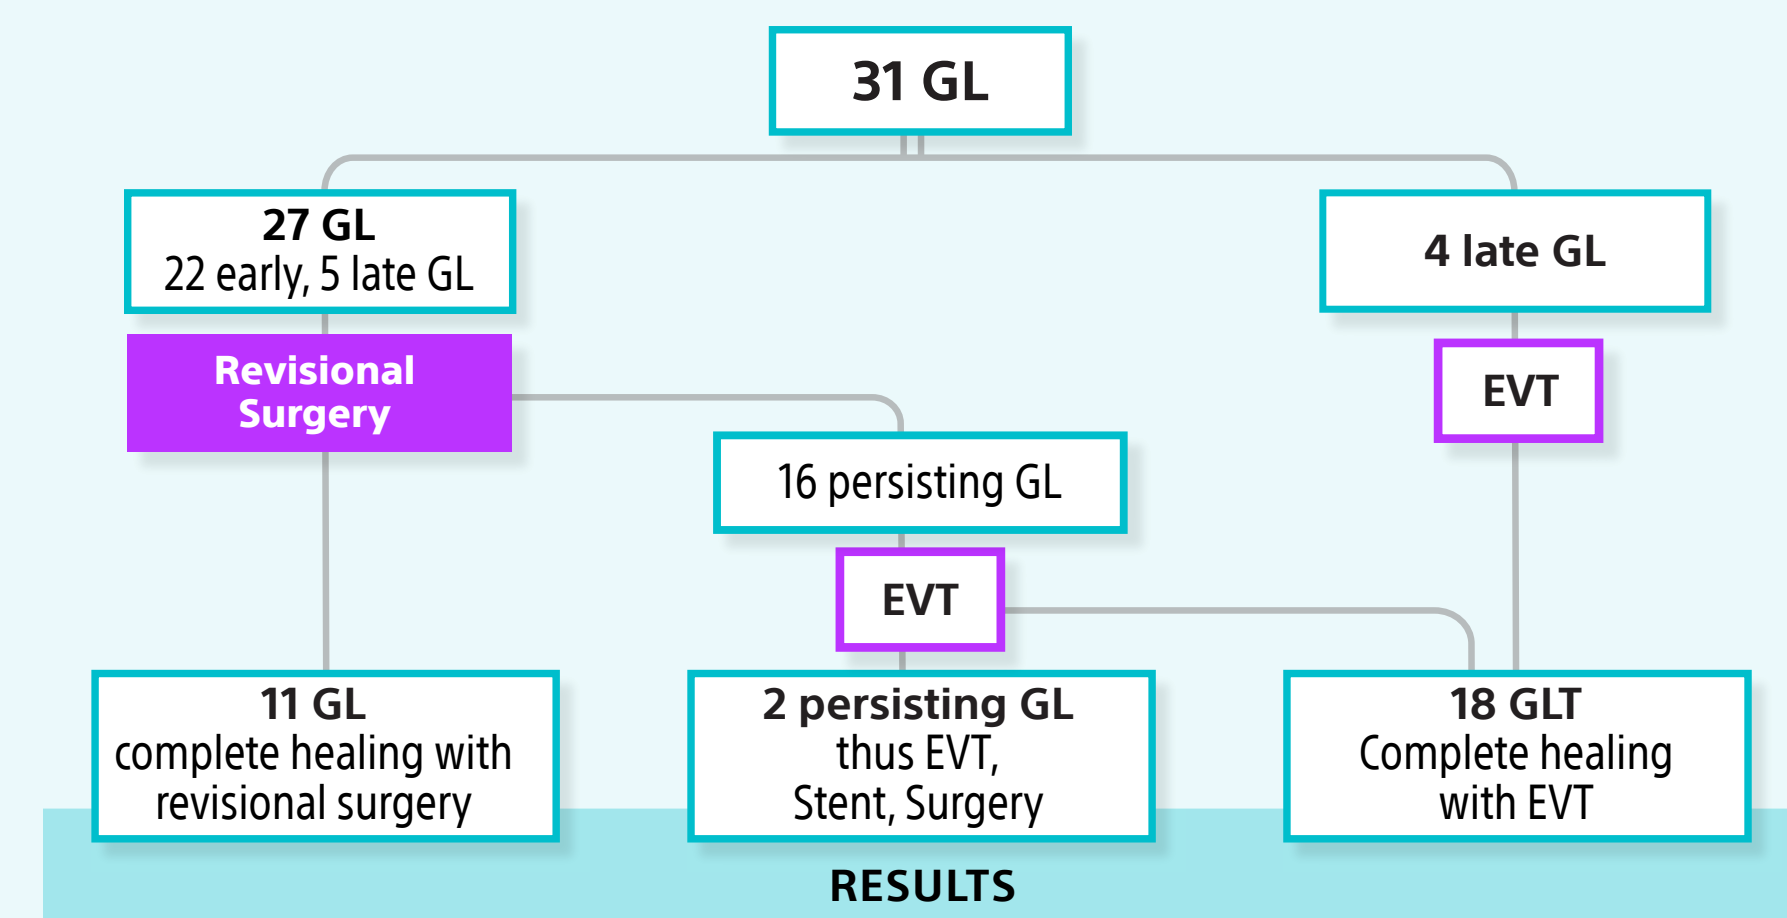 31 GL
27 GL
22 early, 5 late GL
4 late GL
Revisional
Surgery
EVT
16 persisting GL
EVT
11 GL
complete healing with
revisional surgery
2 persisting GL
thus EVT,
Stent, Surgery
18 GLT
Complete healing
with EVT
RESULTS